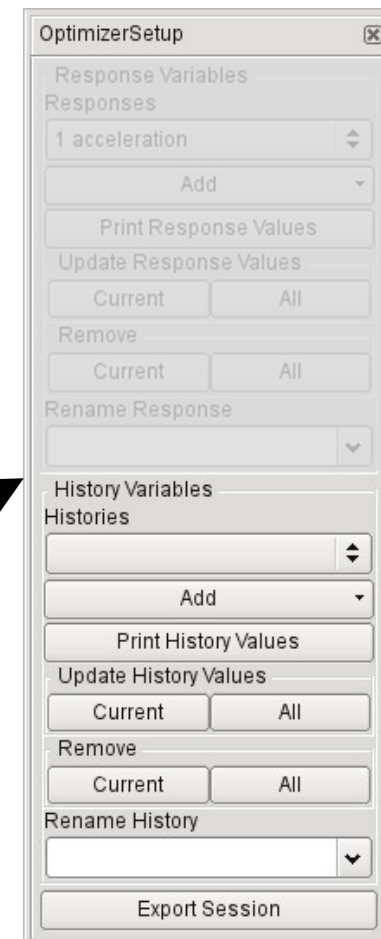 OptimizerSetup
Response Variables
Responses
1 acceleration
Add
Print Response Values
Update Response Values
Current All
Remove
Current All
Rename Response
History Variables
Histories
Add
Print History Values
Update History Values
Current All
Remove
Current All
Rename History
Export Session